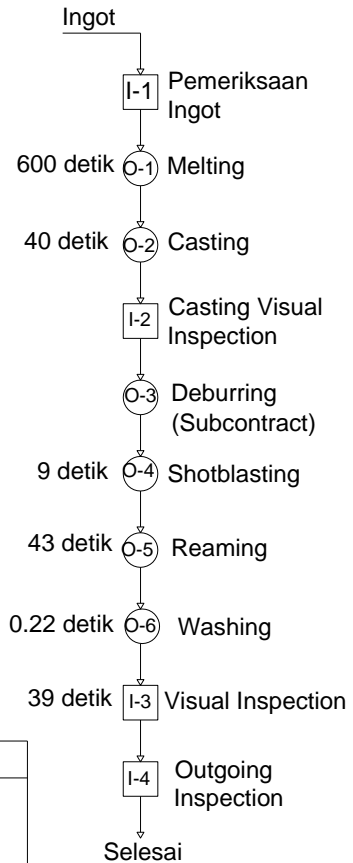 Ingot
I-1 Pemeriksaan
Ingot
600 detik O-1 Melting
40 detik O-2 Casting
I-2 Casting Visual
Inspection
O-3 Deburring
(Subcontract)
9 detik O-4 Shotblasting
43 detik O-5 Reaming
0.22 detik O-6 Washing
39 detik I-3 Visual Inspection
I-4 Outgoing
Inspection
Selesai